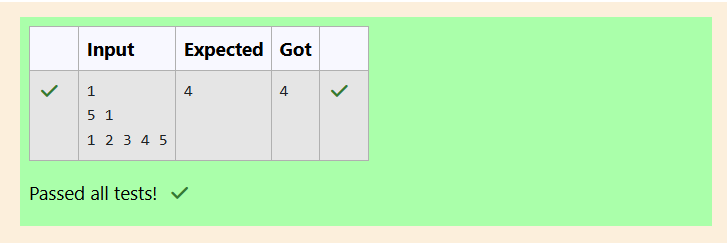 Input Expected Got
1 4 4
5 1
1 2 3 4 5
Passed all tests!